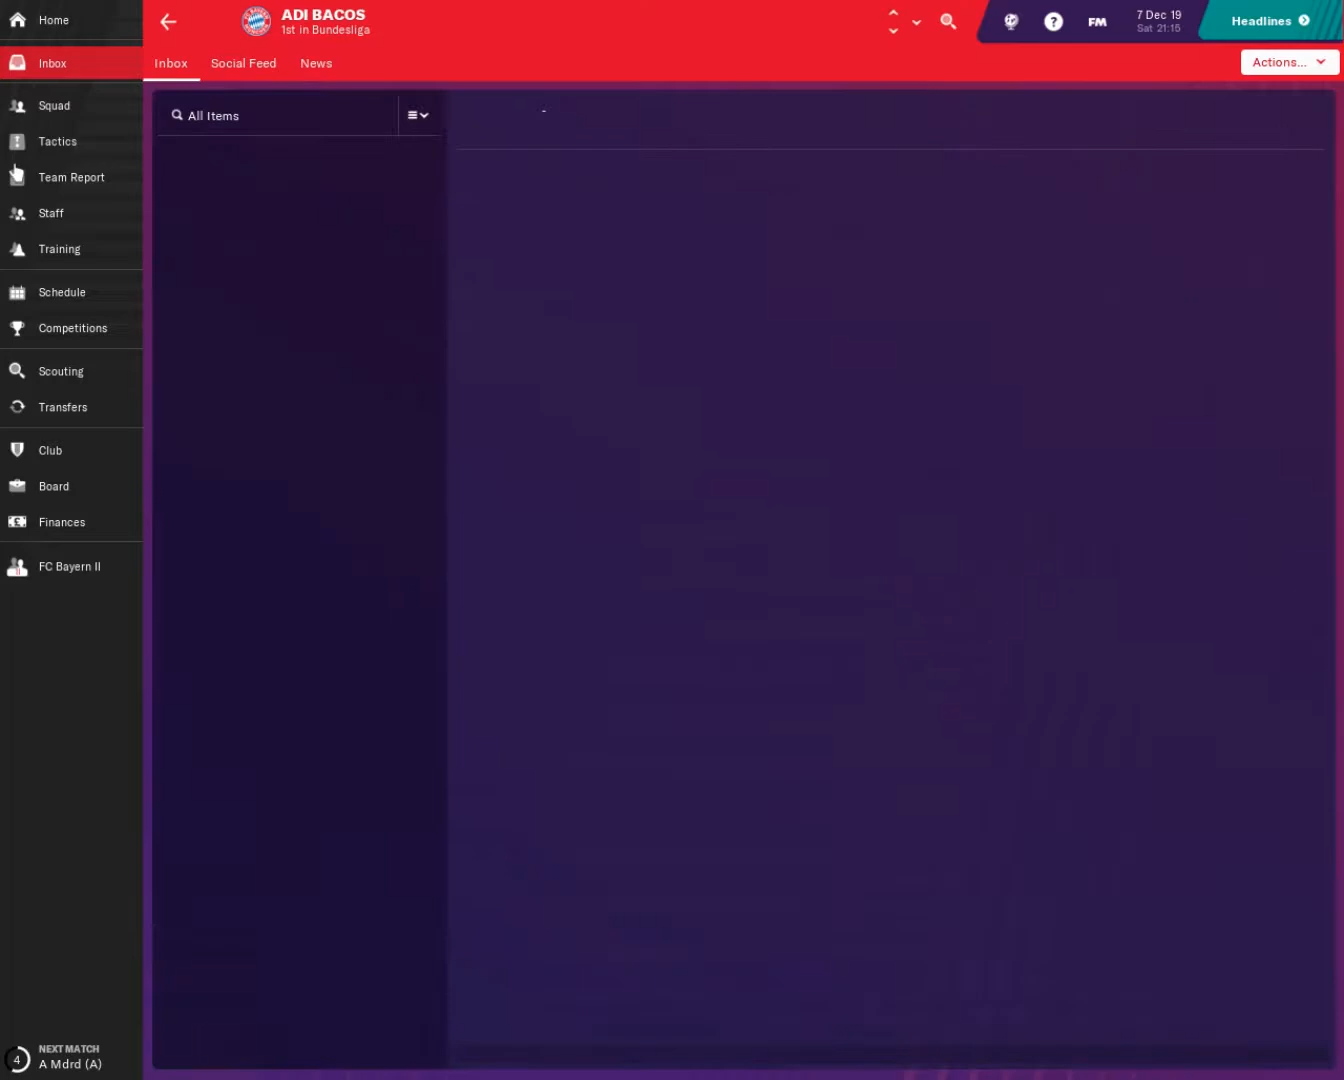 Home
ADI BACOS
1st in Bundesliga
7 Dec 19
Sat 21:15
Headlines
FM
Inbox
Inbox
Social Feed
News
Actions...
Squad
All Items
-
Tactics
Team Report
Staff
Training
Schedule
Competitions
Scouting
Transfers
Club
Board
Finances
FC Bayern II
4
NEXT MATCH
A Mdrd (A)